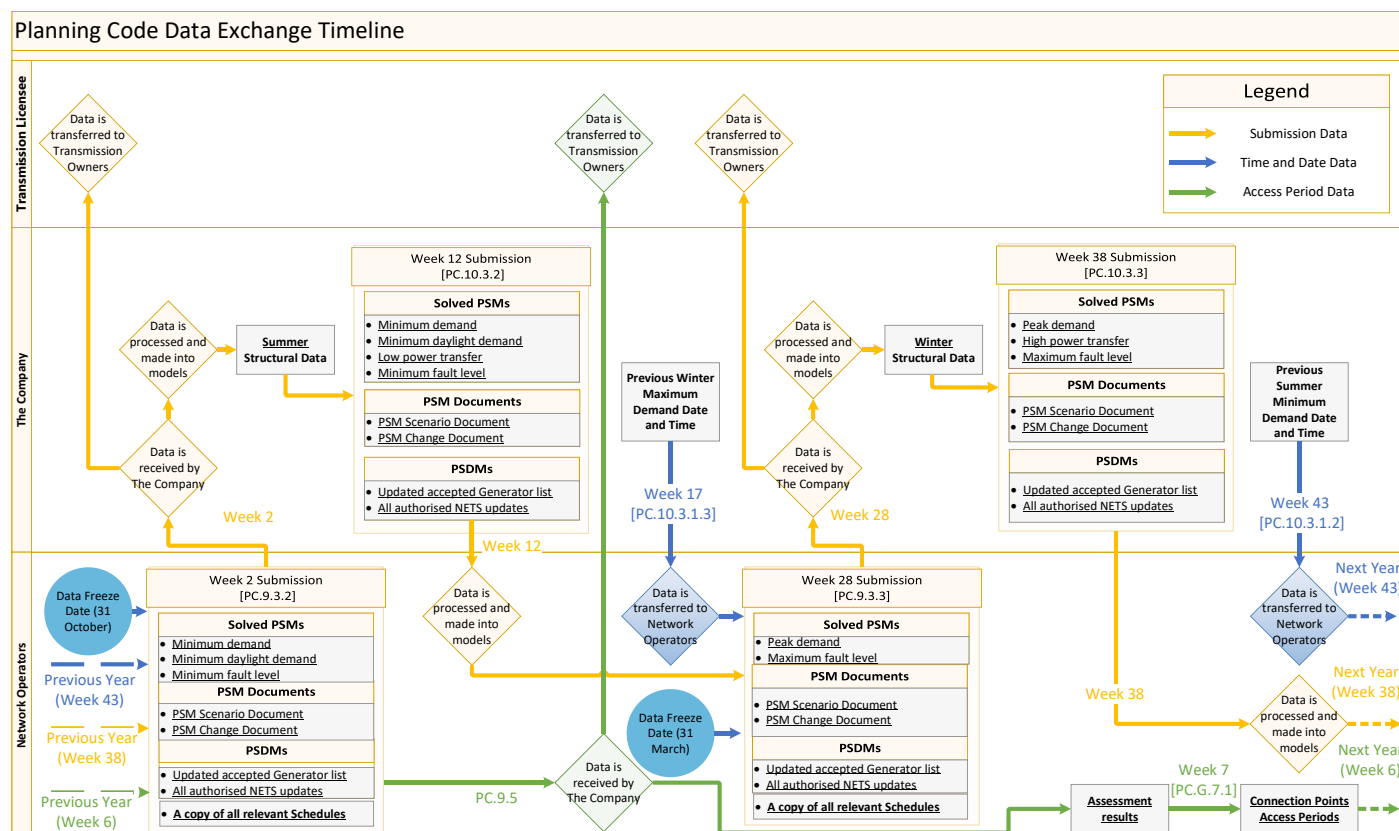 Planning Code Data Exchange Timeline
Transmission Licensee
Data is
transferred to
Transmission
Owners
Data is
transferred to
Transmission
Owners
Data is
transferred to
Transmission
Owners
Legend
Submission Data
Time and Date Data
Access Period Data
The Company
Data is
processed and
made into
models
Summer
Structural Data
Data is
received by
The Company
Week 2
Week 12 Submission
[PC.10.3.2]
Solved PSMs
• Minimum demand
• Minimum daylight demand
• Low power transfer
• Minimum fault level
PSM Documents
• PSM Scenario Document
• PSM Change Document
PSDMs
• Updated accepted Generator list
• All authorised NETS updates
Week 12
Previous Winter
Maximum
Demand Date
and Time
Week 17
[PC.10.3.1.3]
Data is
processed and
made into
models
Winter
Structural Data
Data is
received by
The Company
Week 28
Week 38 Submission
[PC.10.3.3]
Solved PSMs
• Peak demand
• High power transfer
• Maximum fault level
PSM Documents
• PSM Scenario Document
• PSM Change Document
PSDMs
• Updated accepted Generator list
• All authorised NETS updates
Previous
Summer
Minimum
Demand Date
and Time
Week 43
[PC.10.3.1.2]
Network Operators
Data Freeze
Date (31
October)
Previous Year
(Week 43)
Previous Year
(Week 38)
Previous Year
(Week 6)
Week 2 Submission
[PC.9.3.2]
Solved PSMs
• Minimum demand
• Minimum daylight demand
• Minimum fault level
PSM Documents
• PSM Scenario Document
• PSM Change Document
PSDMs
• Updated accepted Generator list
• All authorised NETS updates
• A copy of all relevant Schedules
Data is
processed and
made into
models
PC.9.5
Data is
received by
The Company
Data is
transferred to
Network
Operators
Data Freeze
Date (31
March)
Week 28 Submission
[PC.9.3.3]
Solved PSMs
• Peak demand
• Maximum fault level
PSM Documents
• PSM Scenario Document
• PSM Change Document
PSDMs
• Updated accepted Generator list
• All authorised NETS updates
• A copy of all relevant Schedules
Week 38
Data is
transferred to
Network
Operators
Next Year
(Week 43)
Data is
processed and
made into
models
Next Year
(Week 38)
Next Year
(Week 6)
Assessment
results
Week 7
[PC.G.7.1]
Connection Points
Access Periods